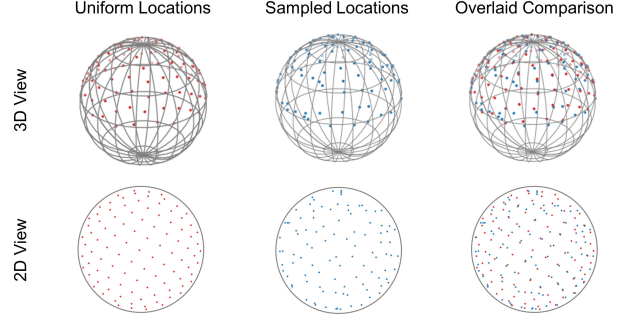 Uniform Locations Sampled Locations Overlaid Comparison
3D View
2D View